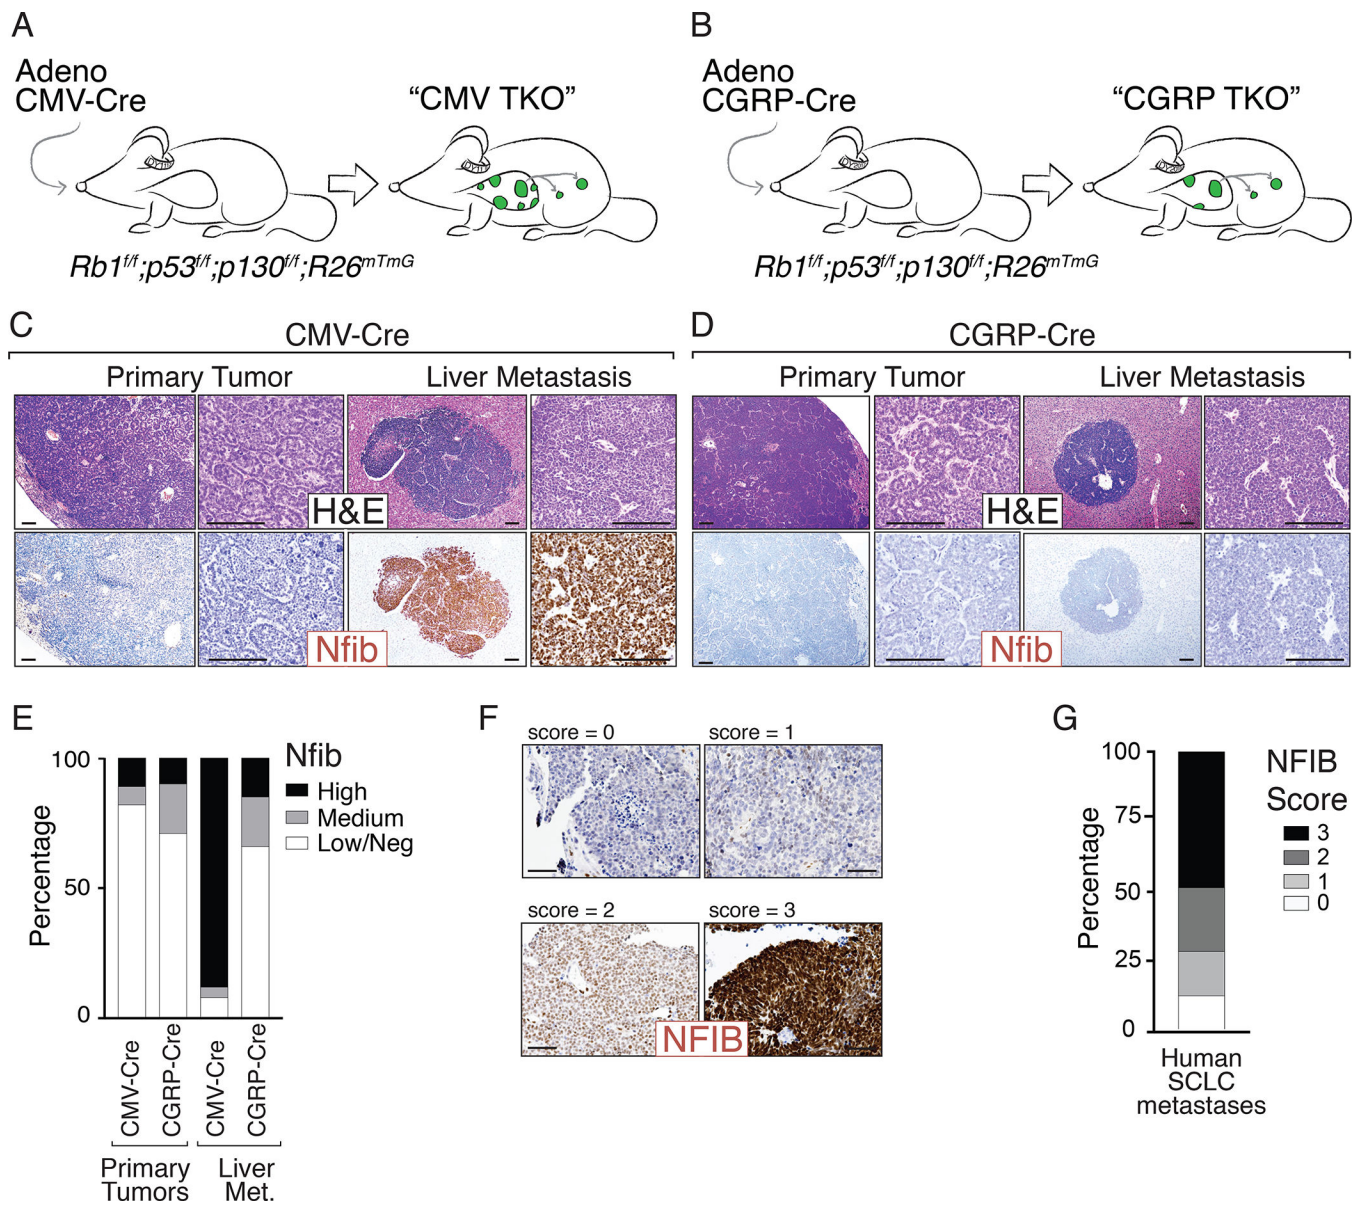 A
Adeno
CMV-Cre
“CMV TKO”
Rb1f/f;p53f/f;p130f/f;R26mTmG
B
Adeno
CGRP-Cre
“CGRP TKO”
Rb1f/f;p53f/f;p130f/f;R26mTmG
C
CMV-Cre
Primary Tumor
Liver Metastasis
H&E
Nfib
D
CGRP-Cre
Primary Tumor
Liver Metastasis
H&E
Nfib
E
Percentage
100
50
0
Nfib
High
Medium
Low/Neg
CMV-Cre
CGRP-Cre
CMV-Cre
CGRP-Cre
Primary
Tumors
Liver
Met.
F
score = 0
score = 1
score = 2
score = 3
NFIB
G
Percentage
100
75
50
25
0
NFIB
Score
3
2
1
0
Human
SCLC
metastases